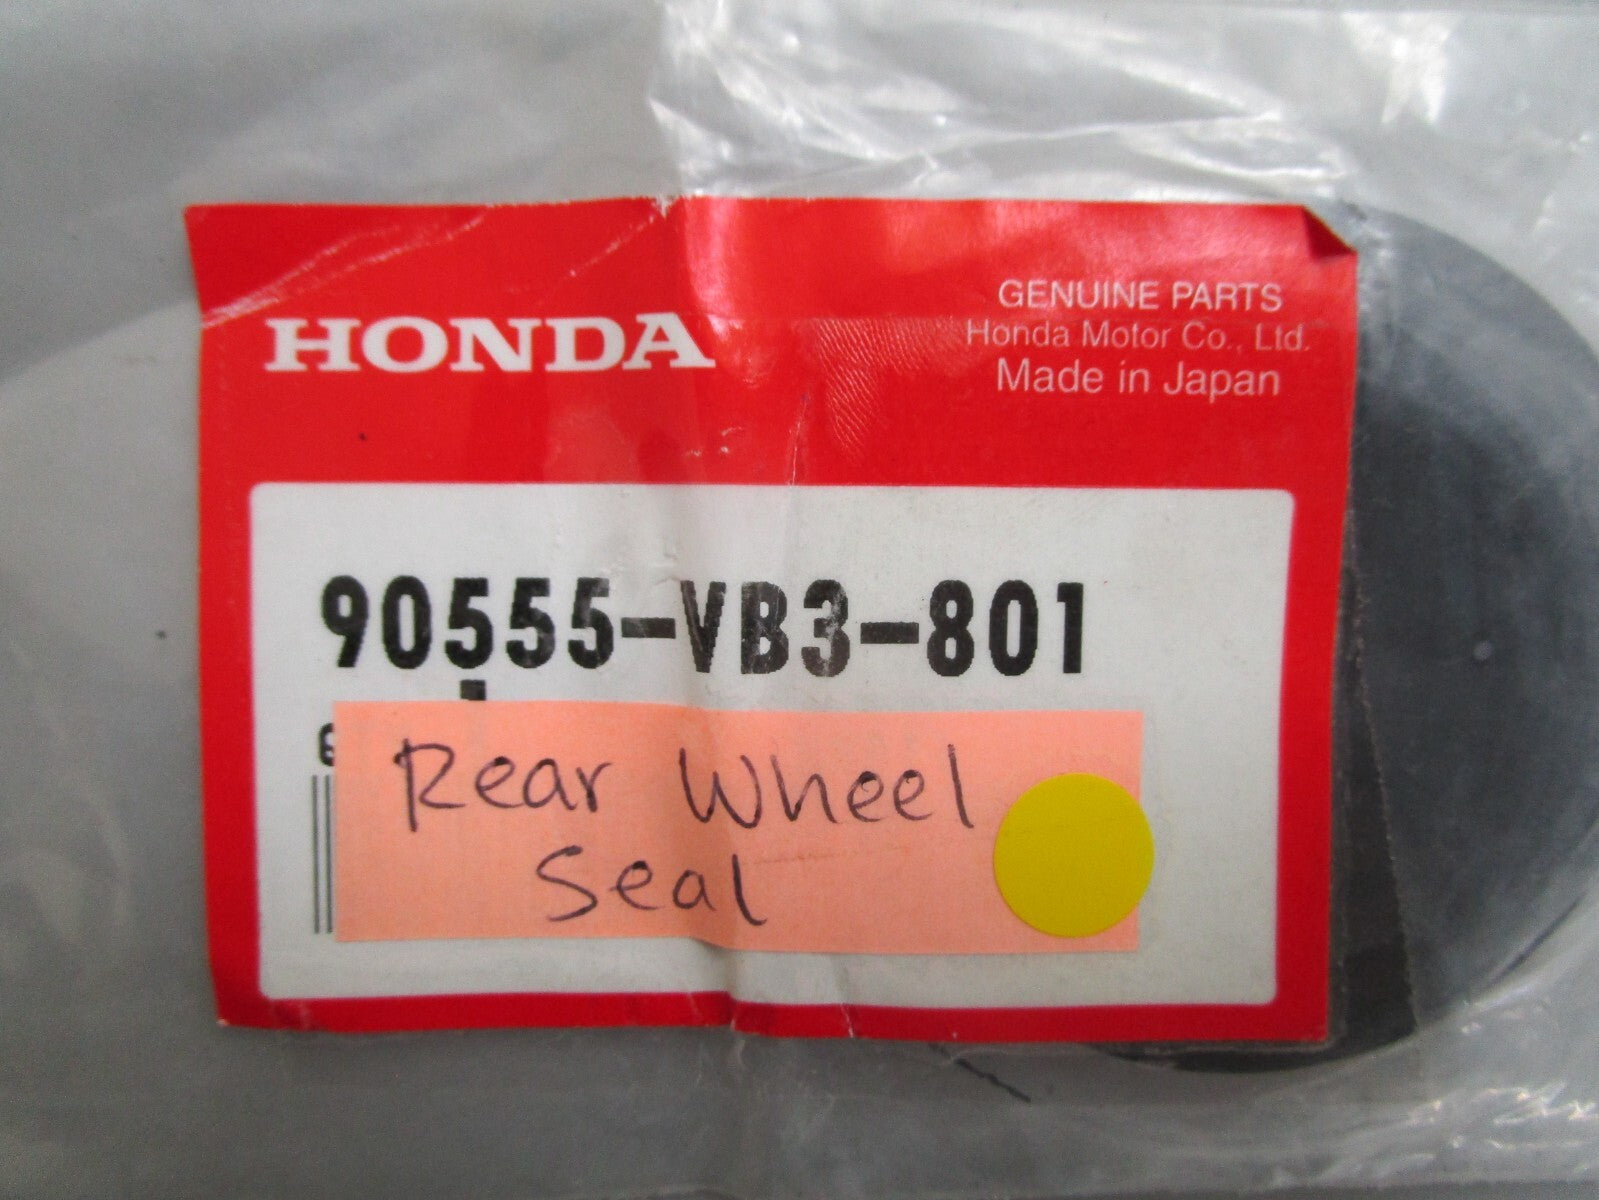 HONDA
GENUINE PARTS
Honda Motor Co., Ltd.
Made in Japan
90555-VB3-801
Rear Wheel
Seal